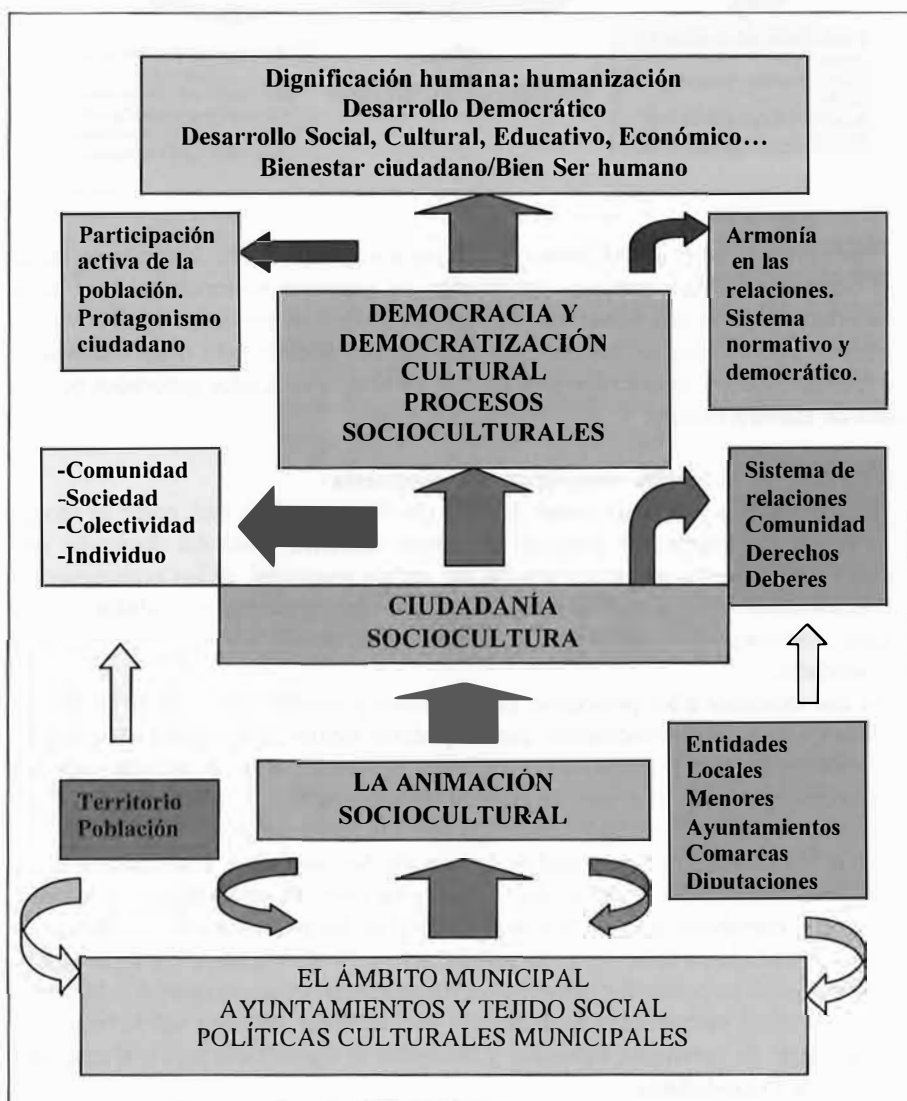 Dignificación humana: humanización
Desarrollo Democrático
Desarrollo Social, Cultural, Educativo, Económico...
Bienestar ciudadano/Bien Ser humano
Participación
activa de la
población.
Protagonismo
ciudadano
Armonía
en las
relaciones.
Sistema
normativo y
democrático.
DEMOCRACIA Y
DEMOCRATIZACIÓN
CULTURAL
PROCESOS
SOCIOCULTURALES
-Comunidad
-Sociedad
-Colectividad
-Individuo
Sistema de
relaciones
Comunidad
Derechos
Deberes
CIUDADANÍA
SOCIOCULTURA
LA ANIMACIÓN
SOCIOCULTURAL
Territorio
Población
Entidades
Locales
Menores
Ayuntamientos
Comarcas
Diputaciones
EL ÁMBITO MUNICIPAL
AYUNTAMIENTOS Y TEJIDO SOCIAL
POLÍTICAS CULTURALES MUNICIPALES